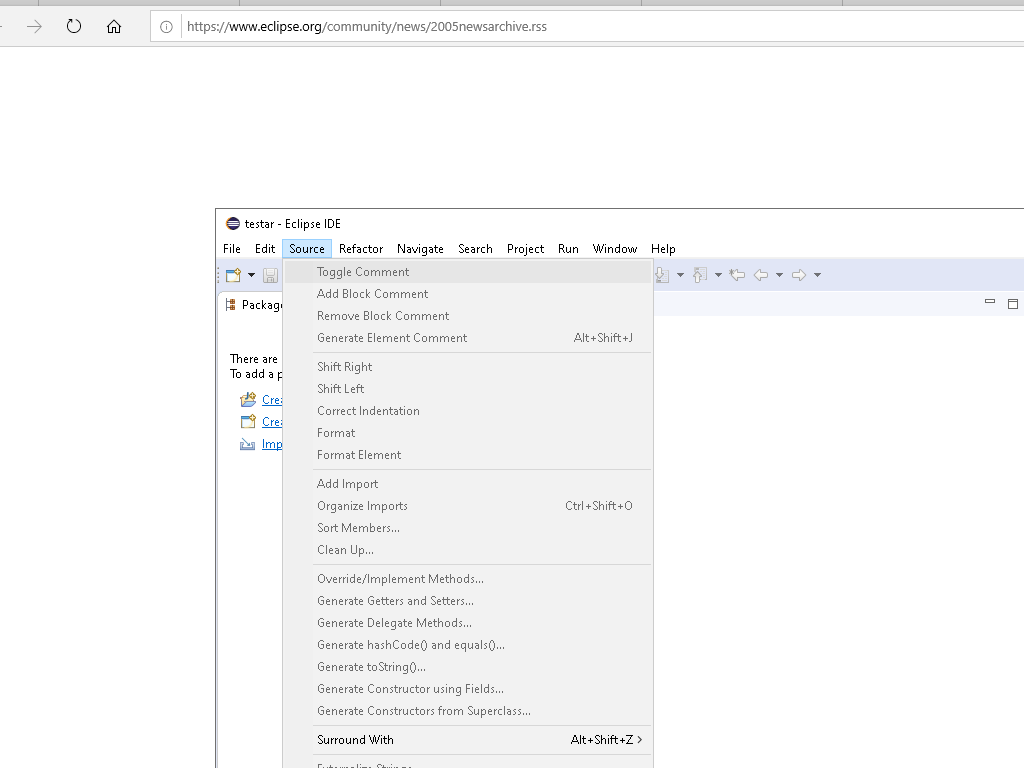 https://www.eclipse.org/community/news/2005newsarchive.rss
testar - Eclipse IDE
File Edit Source Refactor Navigate Search Project Run Window Help
Toggle Comment
Add Block Comment
Packag
Remove Block Comment
Generate Element Comment Alt+Shift+J
There are
Shift Right
To add a p
Shift Left
Crea
Correct Indentation
Crea
Format
Imp
Format Element
Add Import
Organize Imports Ctrl+Shift+O
Sort Members...
Clean Up...
Override/Implement Methods...
Generate Getters and Setters...
Generate Delegate Methods...
Generate hashCode() and equals()...
Generate toString()...
Generate Constructor using Fields...
Generate Constructors from Superclass...
Surround With Alt+Shift+Z
Externalize Strings